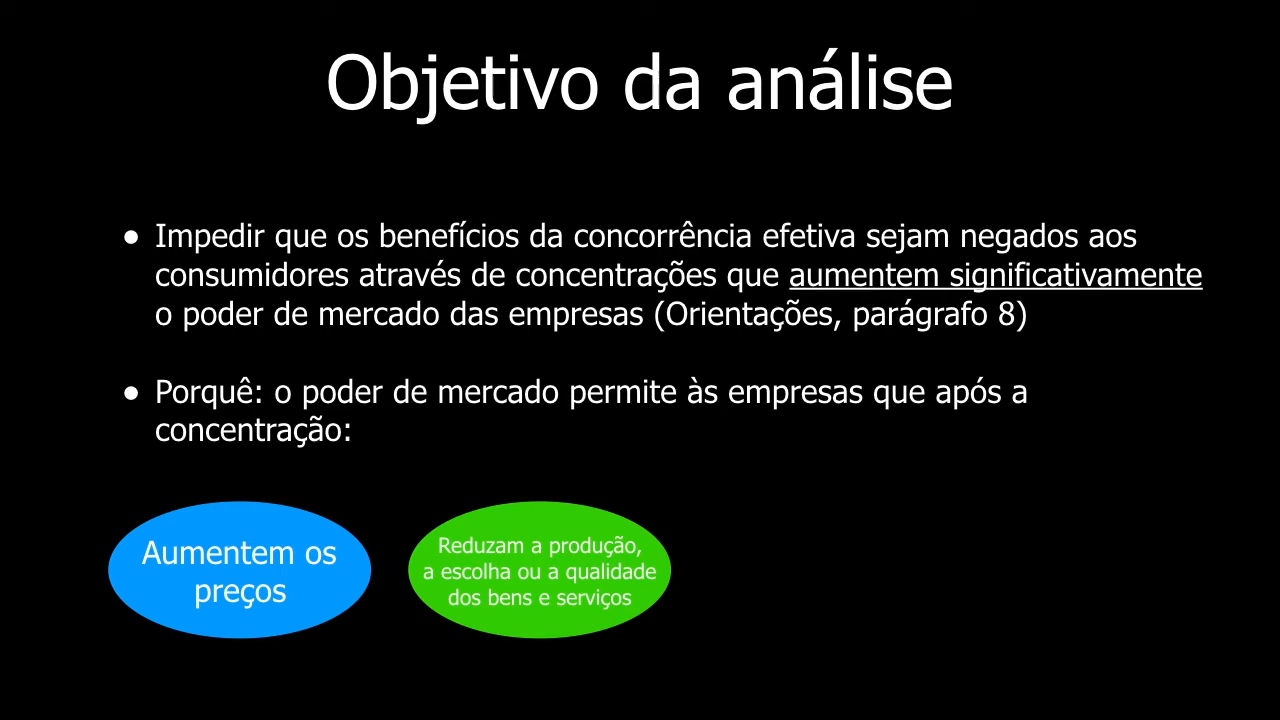 Objetivo da análise
● Impedir que os benefícios da concorrência efetiva sejam negados aos
consumidores através de concentrações que aumentem significativamente
o poder de mercado das empresas (Orientações, parágrafo 8)
● Porquê: o poder de mercado permite às empresas que após a
concentração:
Aumentem os
preços
Reduzam a produção,
a escolha ou a qualidade
dos bens e serviços